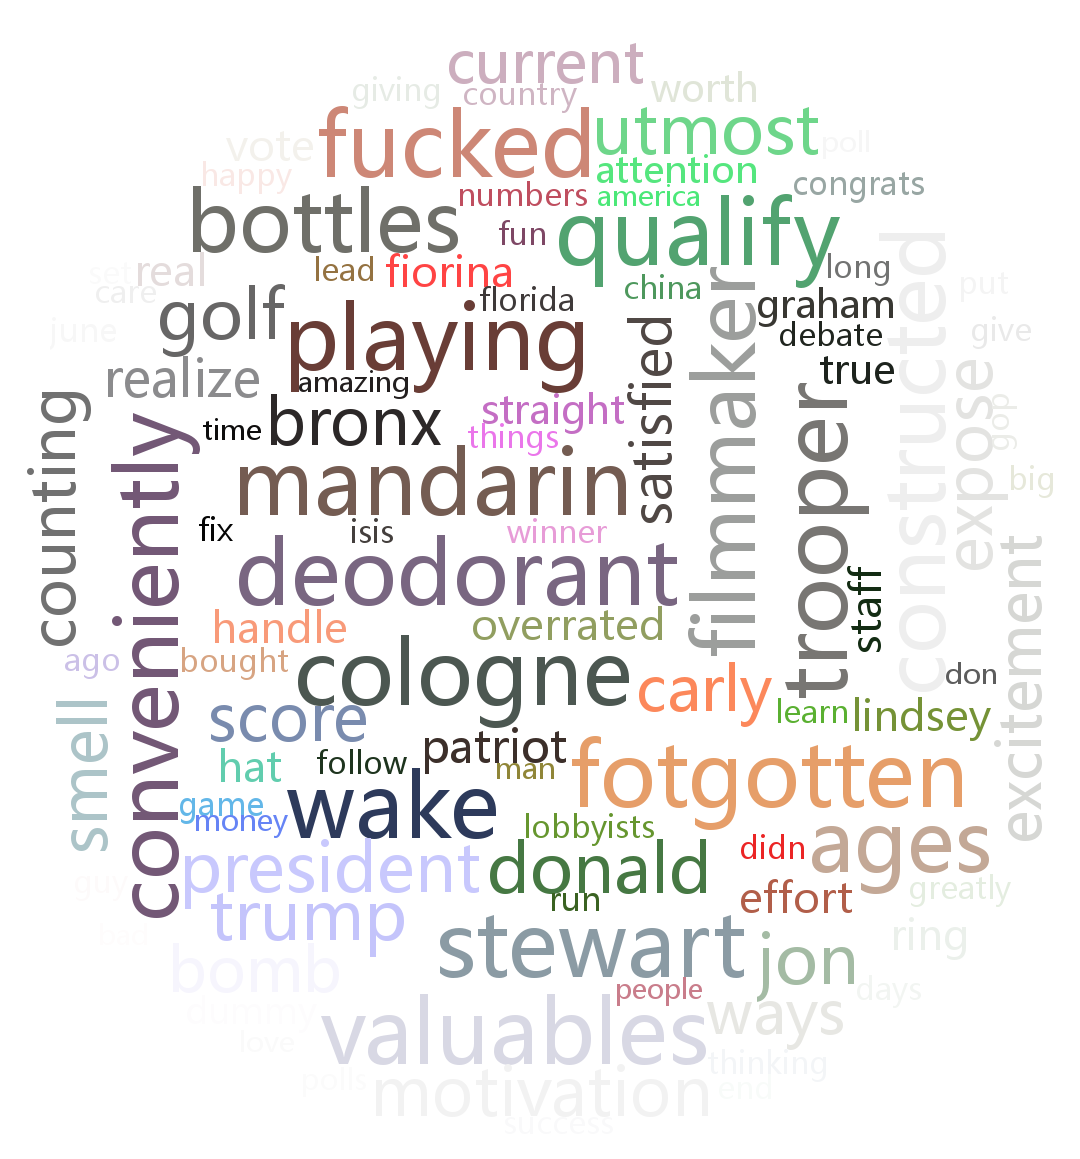 current
giving
country
worth
fucked
utmost
vote
poll
happy
attention
congrats
numbers
america
bottles
qualify
fun
real
set
lead
fiorina
long
care
golf
florida
china
put
graham
june
playing
debate
give
realize
amazing
true
constructed
filmmaker
satisfied
trooper
expose
gop
counting
conveniently
time
bronx
straight
things
mandarin
big
fix
isis
winner
deodorant
excitement
staff
handle
overrated
ago
bought
cologne
carly
don
smell
score
learn
lindsey
hat
follow
patriot
man
fotgotten
game
money
wake
lobbyists
didn
ages
guy
president
donald
run
effort
greatly
trump
bad
stewart
ring
bomb
jon
people
days
dummy
valuables
ways
love
thinking
polls
motivation
end
success